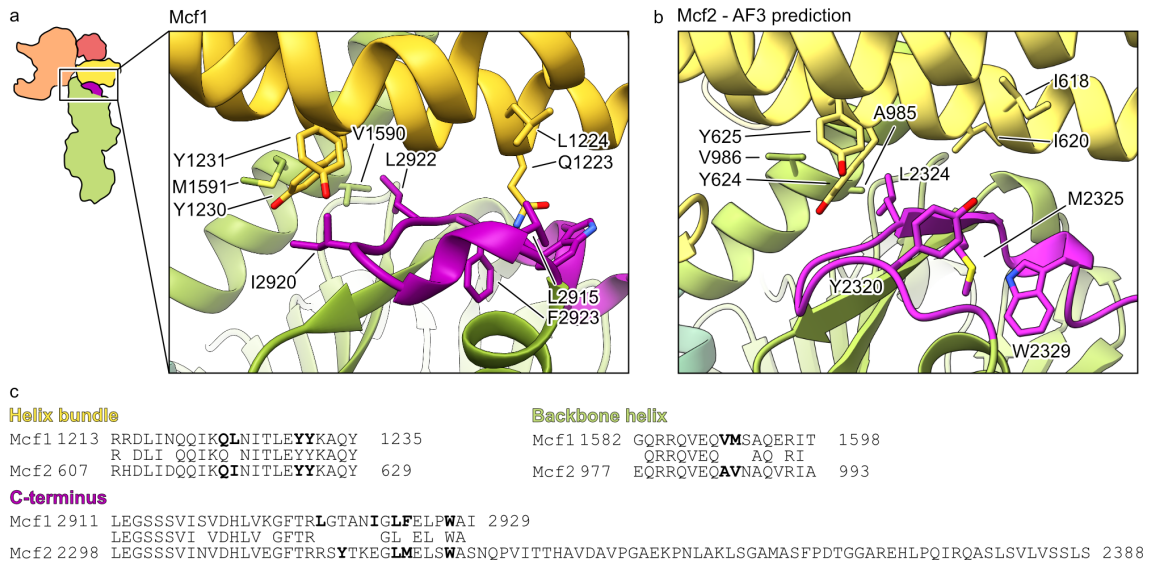 a
Mcf1
b
Mcf2 - AF3 prediction
Y1231
V1590
L2922
M1591
Y1230
I2920
L1224
Q1223
L2915
F2923
A985
I618
Y625
V986
Y624
I620
L2324
M2325
Y2320
W2329
c
Helix bundle
Mcf1 1213 RRDLINQQIKQLNITLEYYKAQY 1235
R DLI QQIKQ NITLEYYKAQY
Mcf2 607 RHDLIDQQIKQINITLEYYKAQY 629
Backbone helix
Mcf1 1582 GQRRQVEQVMSAQERIT 1598
QRRQVEQ AQ RI
Mcf2 977 EQRRQVEQAVNAQVRIA 993
C-terminus
Mcf1 2911 LEGSSSVISVDHLVKGFTRLGTANIGLFELPWAI 2929
LEGSSSVI VDHLV GFTR GL EL WA
Mcf2 2298 LEGSSSVINVDHLVEGFTRRSYTKEGLMELSWASNQPVITTHAVDAVPGAEKPNLAKLSGAMASFPDTGGAREHLPQIRQASLSVLVSSLS 2388